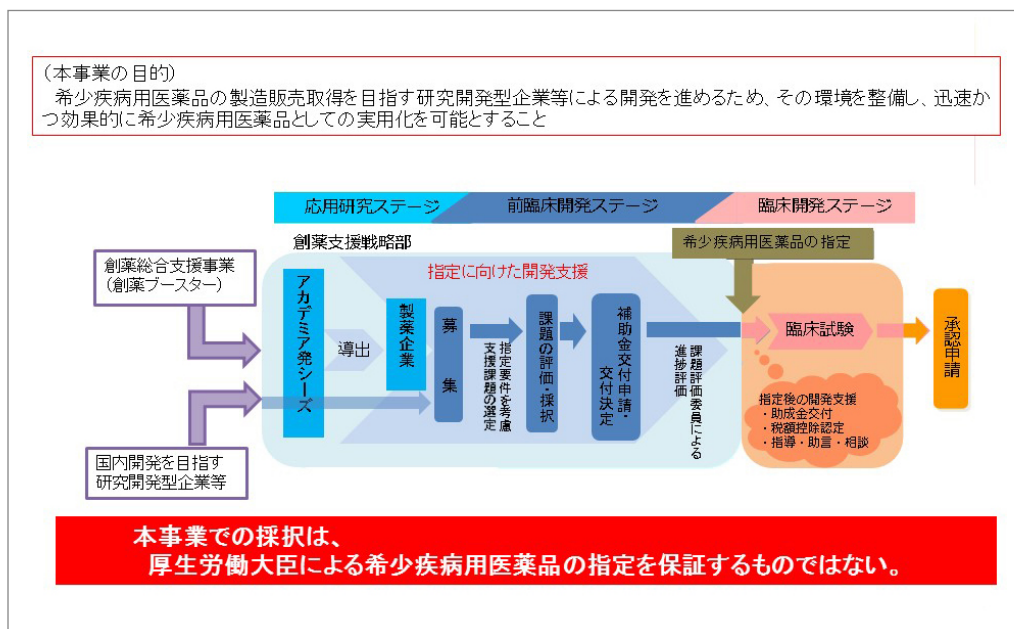 (本事業の目的)
希少疾病用医薬品の製造販売取得を目指す研究開発型企業等による開発を進めるため、その環境を整備し、迅速か
つ効果的に希少疾病用医薬品としての実用化を可能とすること
応用研究ステージ
前臨床開発ステージ
臨床開発ステージ
創薬支援戦略部
希少疾病用医薬品の指定
創薬総合支援事業
(創薬ブースター)
指定に向けた開発支援
アカデミア発シーズ
導出
製薬企業
募集
指定要件を考慮
支援課題の選定
課題の評価・採択
補助金交付申請・
交付決定
課題評価委員による
進捗評価
臨床試験
承認申請
指定後の開発支援
・助成金交付
・税額控除認定
・指導・助言・相談
国内開発を目指す
研究開発型企業等
本事業での採択は、
厚生労働大臣による希少疾病用医薬品の指定を保証するものではない。